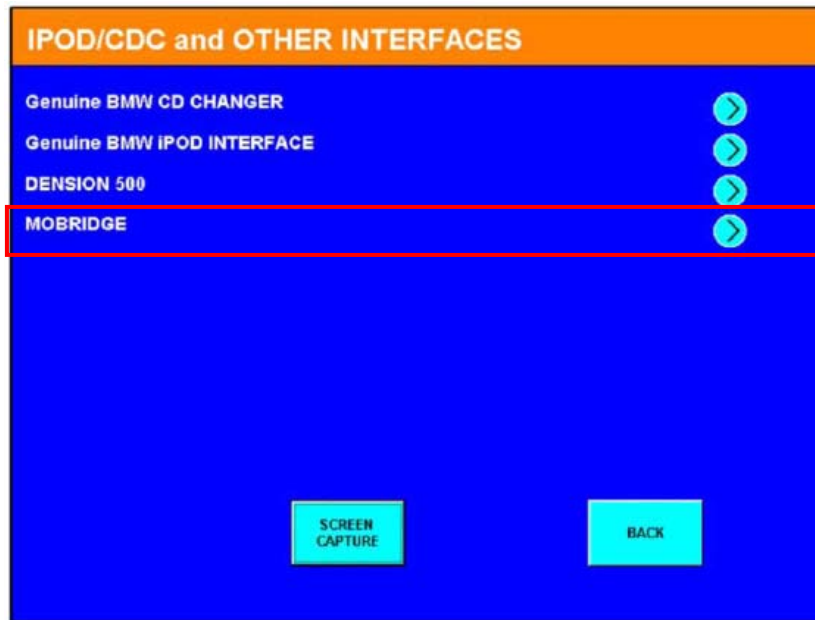 IPOD/CDC and OTHER INTERFACES
Genuine BMW CD CHANGER
Genuine BMW iPOD INTERFACE
DENSION 500
MOBRIDGE
SCREEN
CAPTURE
BACK